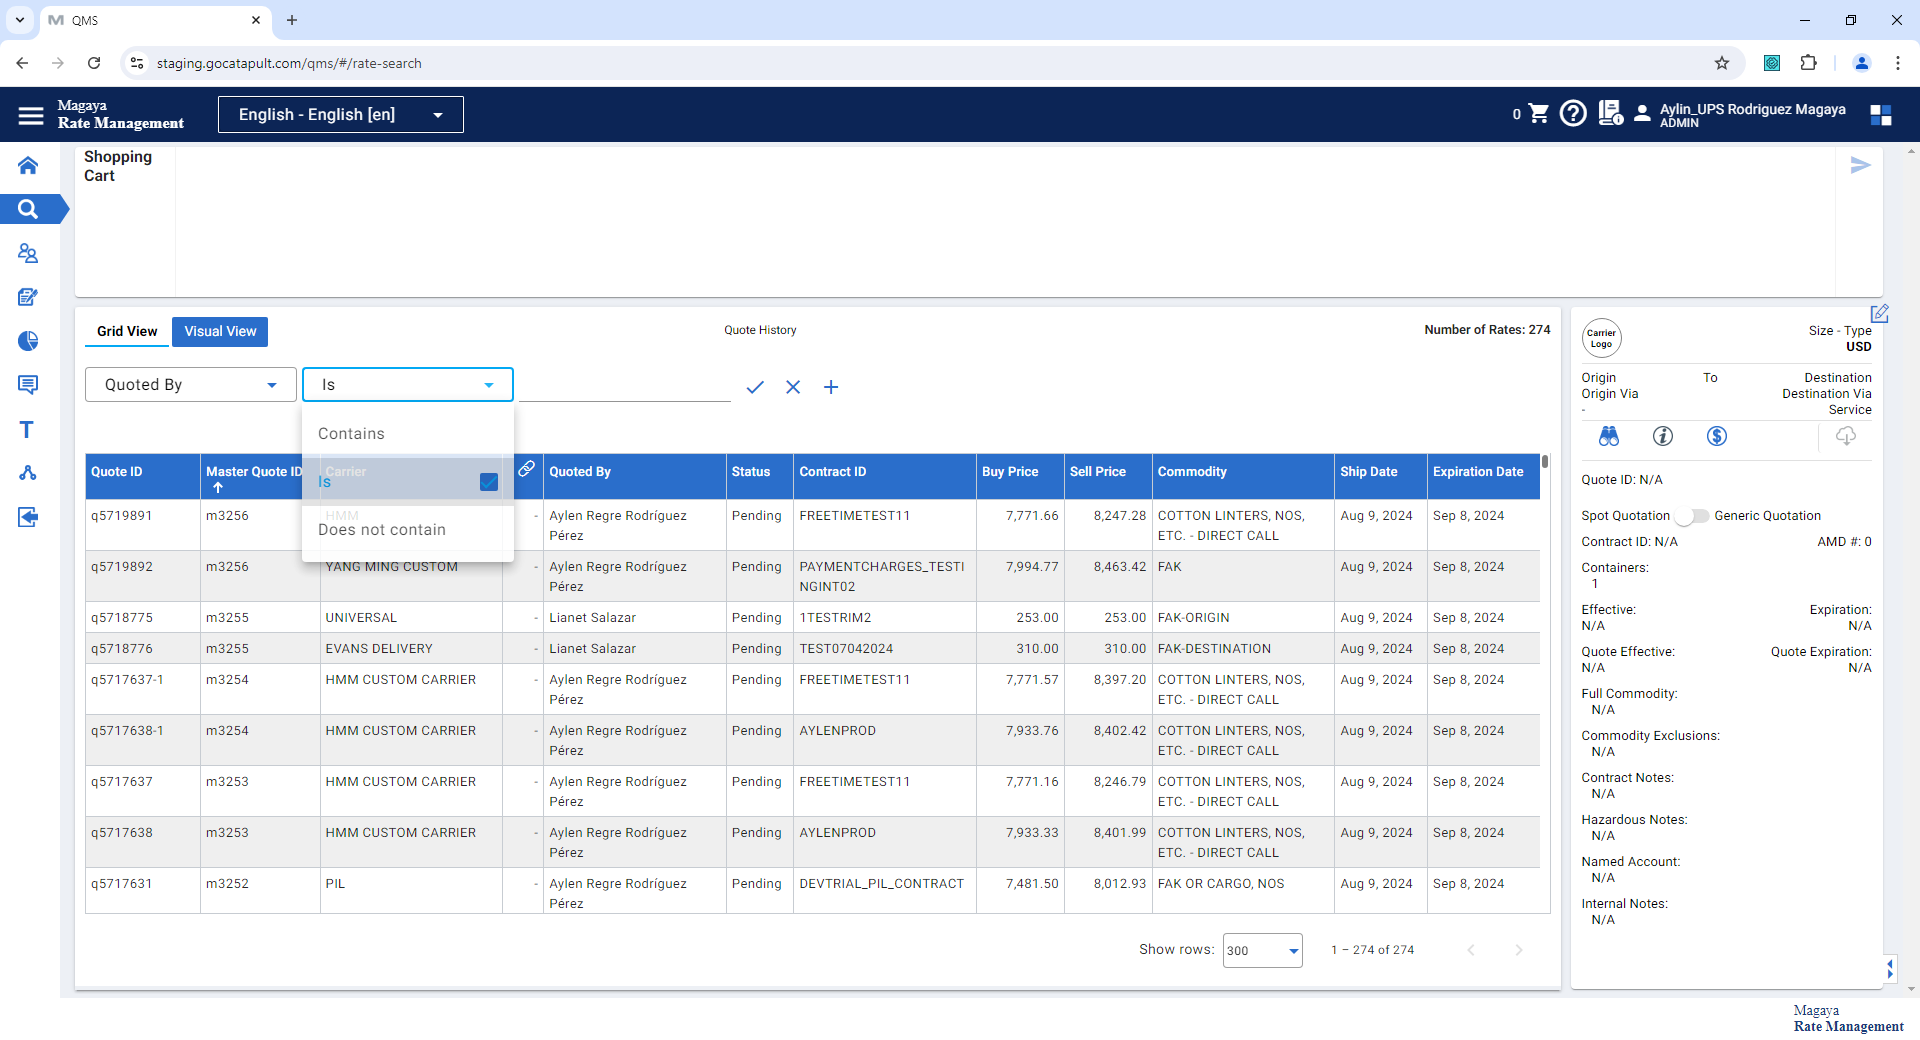 QMS
staging.gocatapult.com/qms/#/rate-search
Magaya
Rate Management
English - English [en]
0
Aylin_UPS Rodriguez Magaya
ADMIN
Shopping
Cart
Grid View
Visual View
Quote History
Number of Rates: 274
Quoted By
Is
Contains
Is
Does not contain
Quote ID Master Quote ID Carrier Quoted By Status Contract ID Buy Price Sell Price Commodity Ship Date Expiration Date
q5719891 m3256 HMM - Aylen Regre Rodríguez Pending FREETIMETEST11 7,771.66 8,247.28 COTTON LINTERS, NOS, Aug 9, 2024 Sep 8, 2024
Pérez ETC. - DIRECT CALL
q5719892 m3256 YANG MING CUSTOM - Aylen Regre Rodríguez Pending PAYMENTCHARGES_TESTI 7,994.77 8,463.42 FAK Aug 9, 2024 Sep 8, 2024
Pérez NGINT02
q5718775 m3255 UNIVERSAL - Lianet Salazar Pending 1TESTRIM2 253.00 253.00 FAK-ORIGIN Aug 9, 2024 Sep 8, 2024
q5718776 m3255 EVANS DELIVERY - Lianet Salazar Pending TEST07042024 310.00 310.00 FAK-DESTINATION Aug 9, 2024 Sep 8, 2024
q5717637-1 m3254 HMM CUSTOM CARRIER - Aylen Regre Rodríguez Pending FREETIMETEST11 7,771.57 8,397.20 COTTON LINTERS, NOS, Aug 9, 2024 Sep 8, 2024
Pérez ETC. - DIRECT CALL
q5717638-1 m3254 HMM CUSTOM CARRIER - Aylen Regre Rodríguez Pending AYLENPROD 7,933.76 8,402.42 COTTON LINTERS, NOS, Aug 9, 2024 Sep 8, 2024
Pérez ETC. - DIRECT CALL
q5717637 m3253 HMM CUSTOM CARRIER - Aylen Regre Rodríguez Pending FREETIMETEST11 7,771.16 8,246.79 COTTON LINTERS, NOS, Aug 9, 2024 Sep 8, 2024
Pérez ETC. - DIRECT CALL
q5717638 m3253 HMM CUSTOM CARRIER - Aylen Regre Rodríguez Pending AYLENPROD 7,933.33 8,401.99 COTTON LINTERS, NOS, Aug 9, 2024 Sep 8, 2024
Pérez ETC. - DIRECT CALL
q5717631 m3252 PIL - Aylen Regre Rodríguez Pending DEVTRIAL_PIL_CONTRACT 7,481.50 8,012.93 FAK OR CARGO, NOS Aug 9, 2024 Sep 8, 2024
Pérez
Show rows: 300 1 – 274 of 274
Carrier
Logo
Size - Type
USD
Origin To Destination
Origin Via Destination Via
- Service
Quote ID: N/A
Spot Quotation Generic Quotation
Contract ID: N/A AMD #: 0
Containers:
1
Effective: Expiration:
N/A N/A
Quote Effective: Quote Expiration:
N/A N/A
Full Commodity:
N/A
Commodity Exclusions:
N/A
Contract Notes:
N/A
Hazardous Notes:
N/A
Named Account:
N/A
Internal Notes:
N/A
Magaya
Rate Management